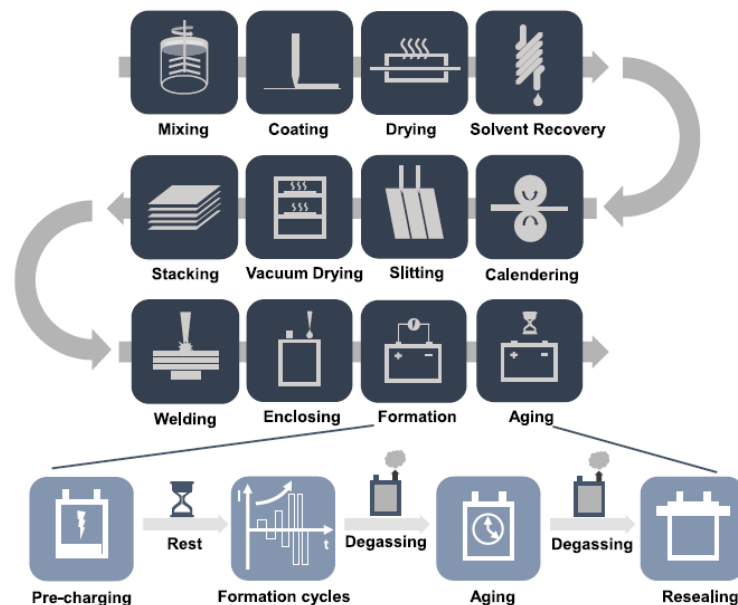 Mixing
Coating
Drying
Solvent Recovery
Stacking
Vacuum Drying
Slitting
Calendering
Welding
Enclosing
Formation
Aging
+ -
+ -
I
t
Rest
Degassing
Degassing
Pre-charging
Formation cycles
Aging
Resealing